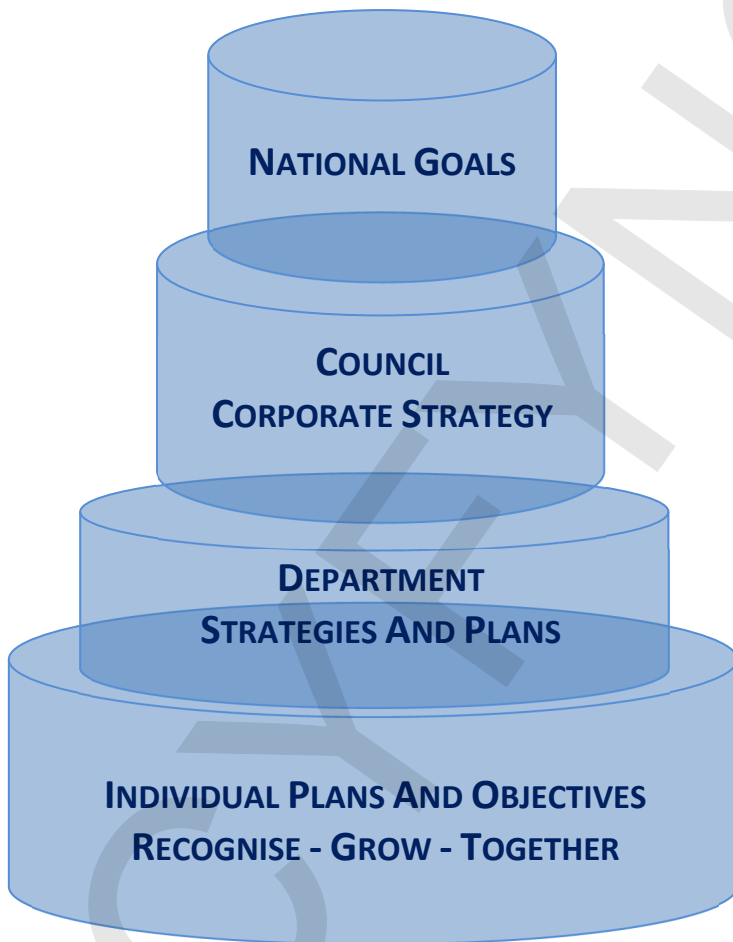 NATIONAL GOALS
COUNCIL
CORPORATE STRATEGY
DEPARTMENT
STRATEGIES AND PLANS
INDIVIDUAL PLANS AND OBJECTIVES
RECOGNISE - GROW - TOGETHER